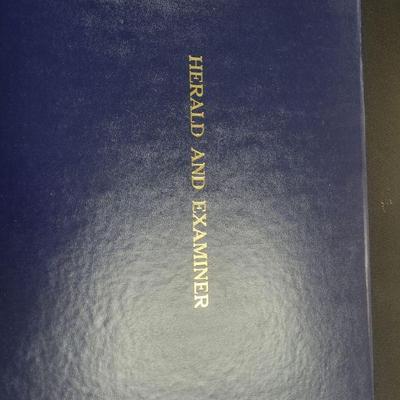 HERALD AND EXAMINER